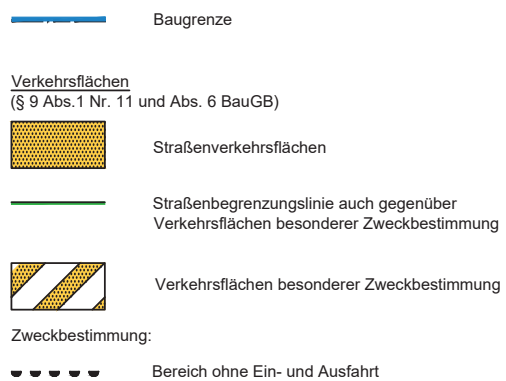 Baugrenze
Verkehrsflächen
(§ 9 Abs.1 Nr. 11 und Abs. 6 BauGB)
Straßenverkehrsflächen
Straßenbegrenzungslinie auch gegenüber
Verkehrsflächen besonderer Zweckbestimmung
Verkehrsflächen besonderer Zweckbestimmung
Zweckbestimmung:
Bereich ohne Ein- und Ausfahrt